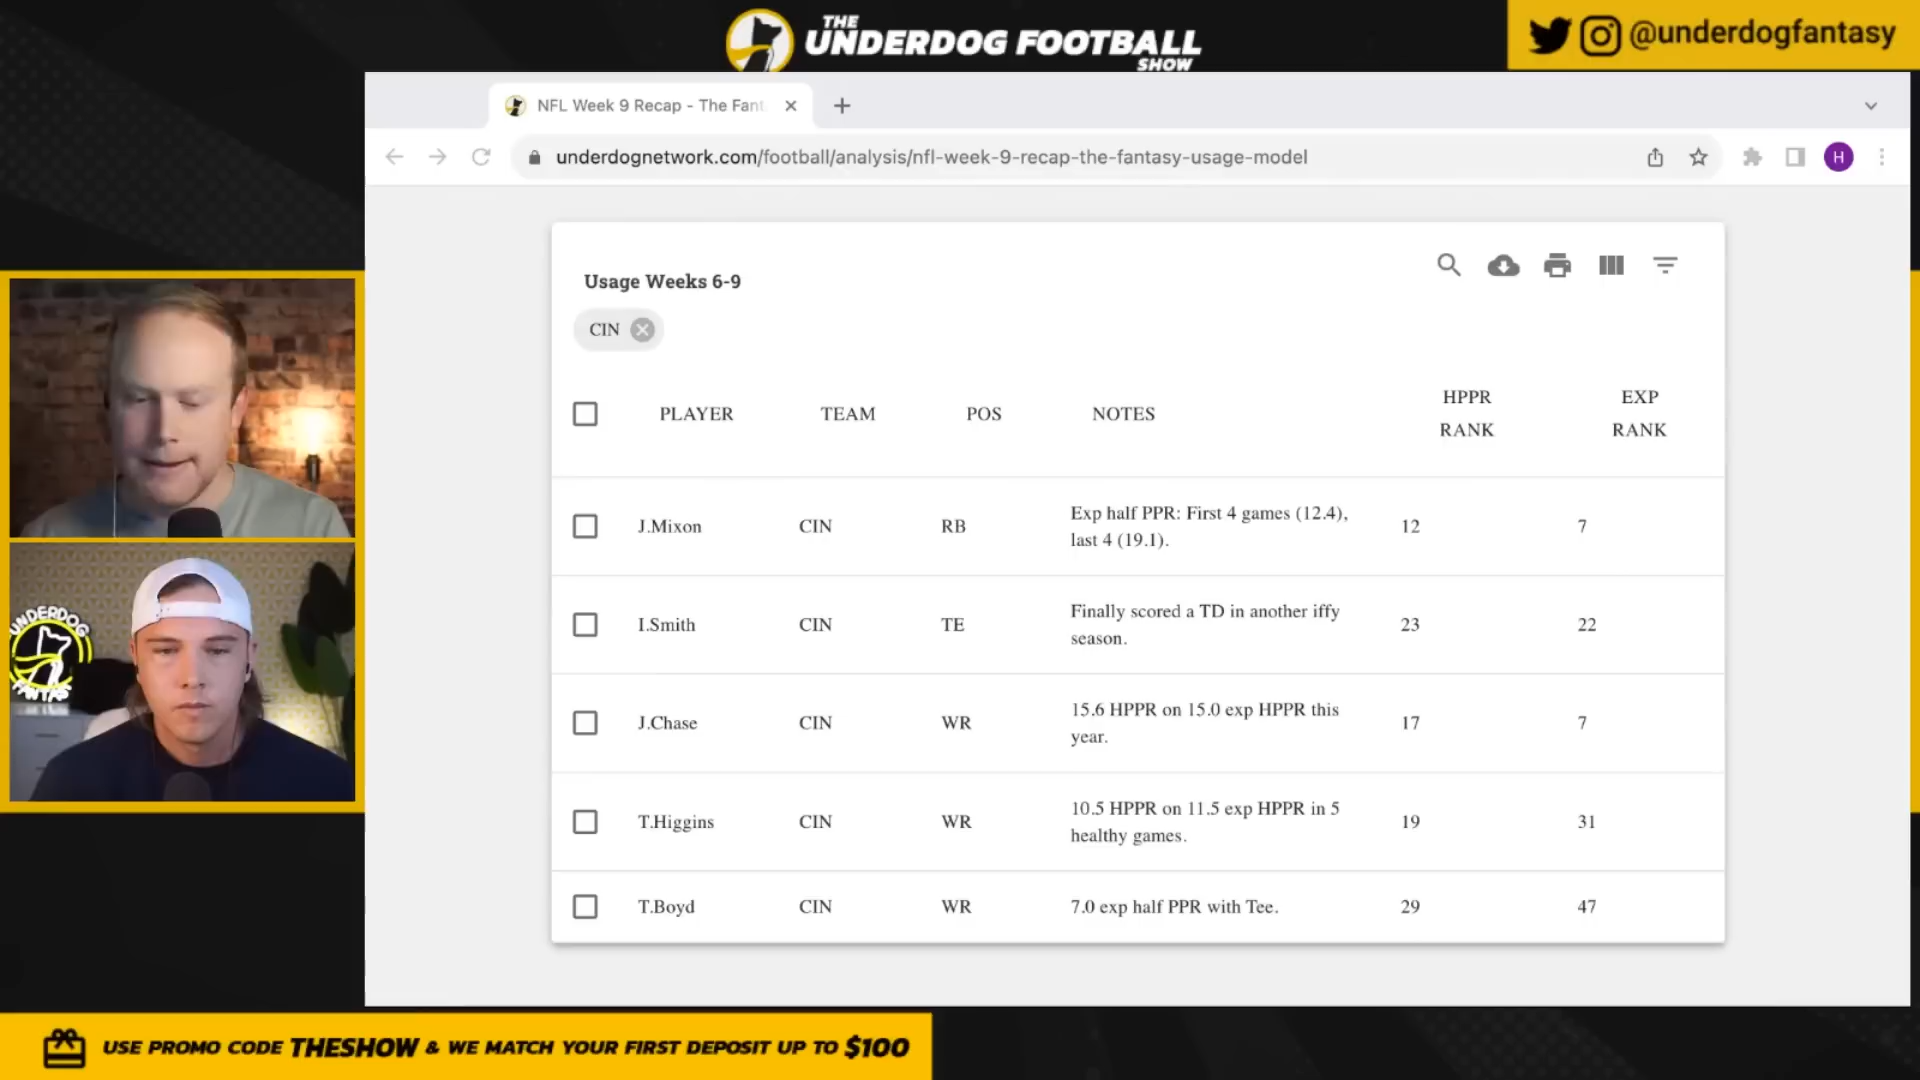 THE
UNDERDOG FOOTBALL
SHOW
@underdogfantasy
NFL Week 9 Recap - The Fant
underdognetwork.com/football/analysis/nfl-week-9-recap-the-fantasy-usage-model
H
Usage Weeks 6-9
CIN
PLAYER TEAM POS NOTES HPPR RANK EXP RANK
J.Mixon CIN RB Exp half PPR: First 4 games (12.4), last 4 (19.1). 12 7
I.Smith CIN TE Finally scored a TD in another iffy season. 23 22
J.Chase CIN WR 15.6 HPPR on 15.0 exp HPPR this year. 17 7
T.Higgins CIN WR 10.5 HPPR on 11.5 exp HPPR in 5 healthy games. 19 31
T.Boyd CIN WR 7.0 exp half PPR with Tee. 29 47
UNDERDOG
FANTAS
USE PROMO CODE THESHOW & WE MATCH YOUR FIRST DEPOSIT UP TO $100